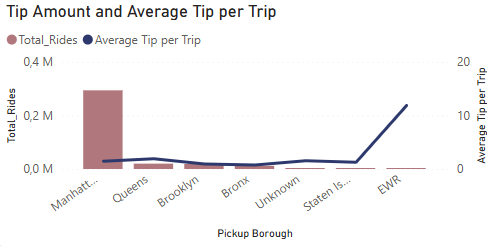 Tip Amount and Average Tip per Trip
Total_Rides Average Tip per Trip
0,4 M
0,2 M
0,0 M
20
10
0
Total_Rides
Average Tip per Trip
Manhatt...
Queens
Brooklyn
Bronx
Unknown
Staten Is...
EWR
Pickup Borough